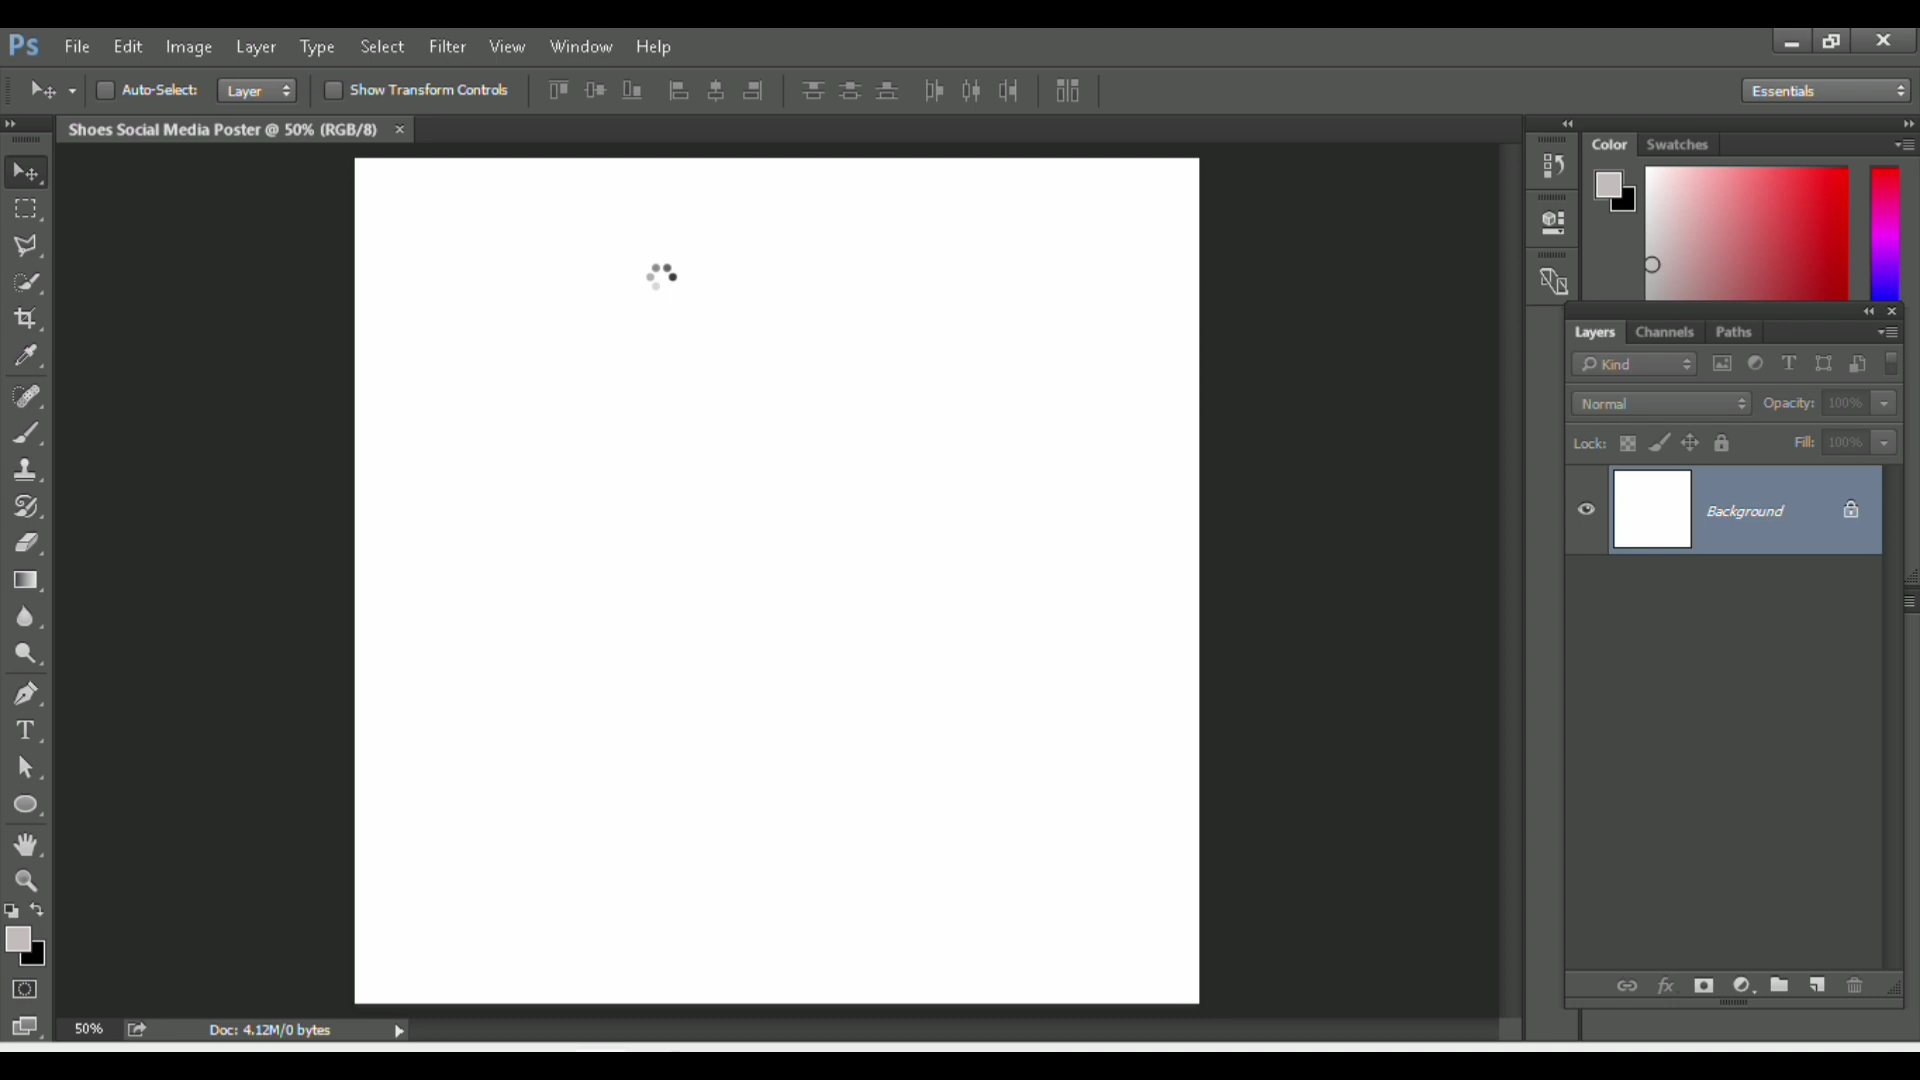 Ps File Edit Image Layer Type Select Filter View Window Help
Auto-Select: Layer Show Transform Controls Essentials
Shoes Social Media Poster @ 50% (RGB/8)
Color Swatches
Layers Channels Paths
Kind
Normal Opacity: 100%
Lock: Fill: 100%
Background
50% Doc: 4.12M/0 bytes